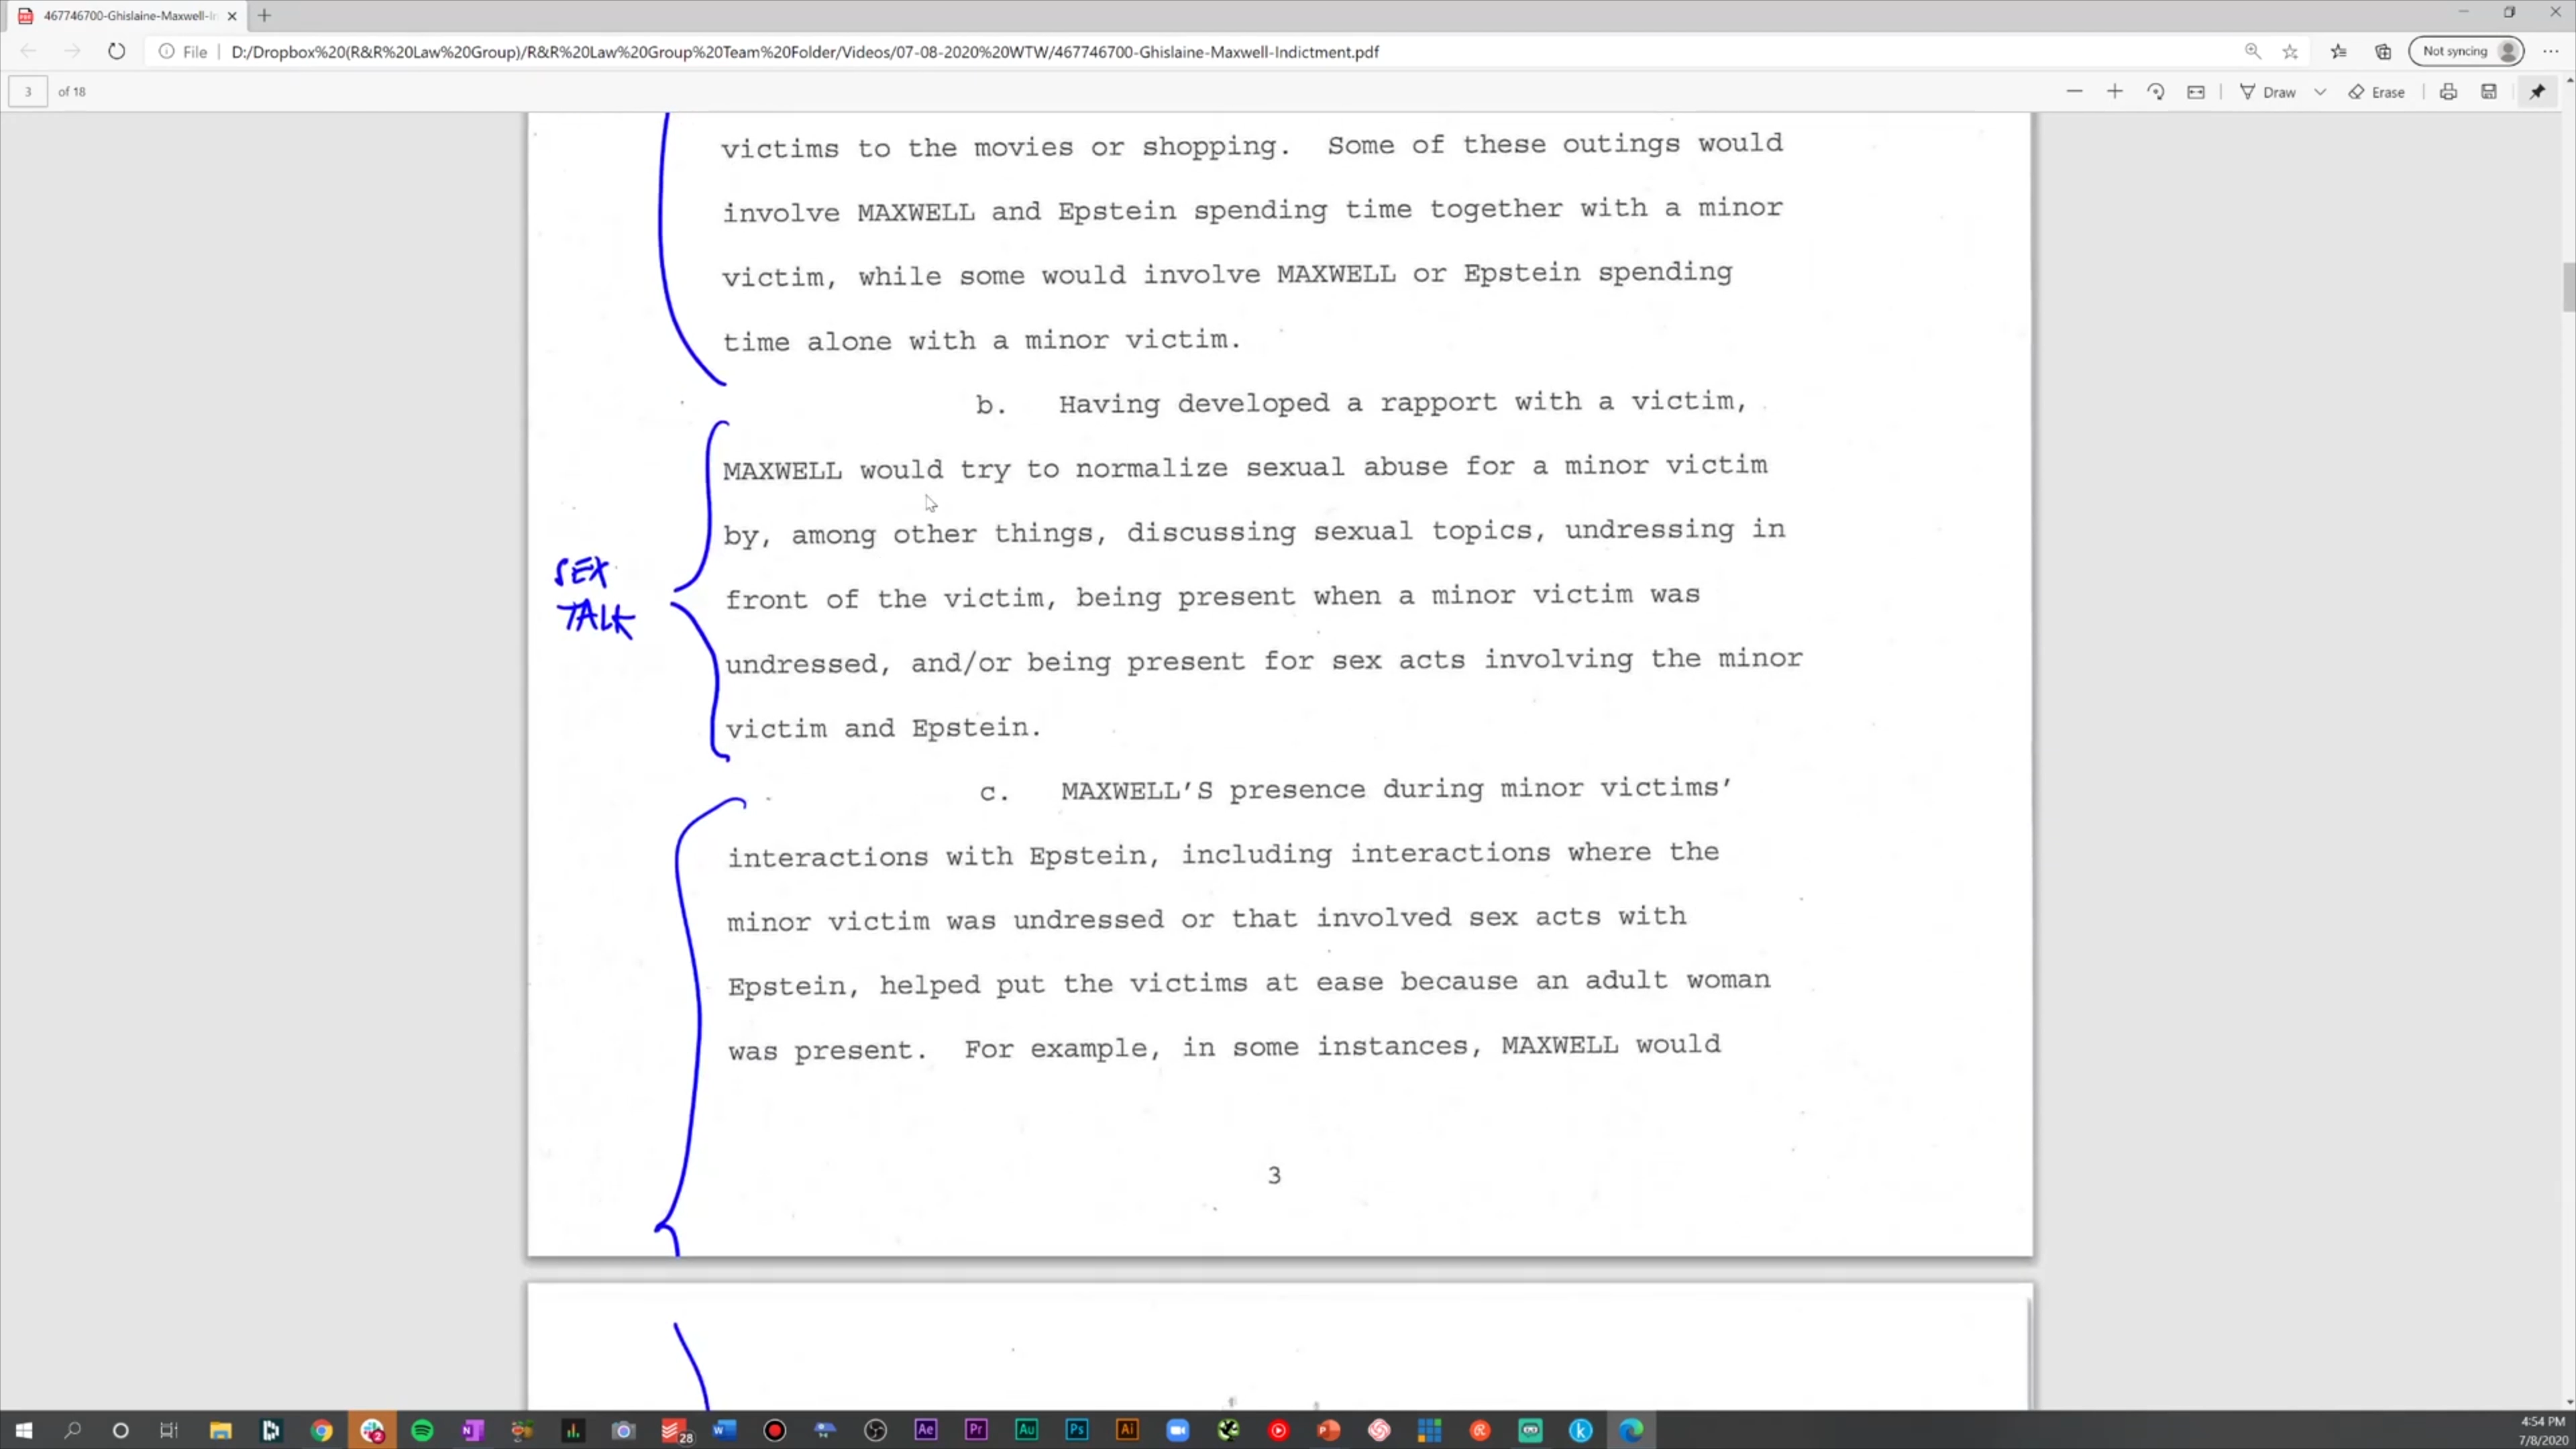 467746700-Ghislaine-Maxwell-In
File
D:/Dropbox%20(R&R%20Law%20Group)/R&R%20Law%20Group%20Team%20Folder/Videos/07-08-2020%20WTW/467746700-Ghislaine-Maxwell-Indictment.pdf
Not syncing
3 of 18
Draw
Erase
victims to the movies or shopping. Some of these outings would
involve MAXWELL and Epstein spending time together with a minor
victim, while some would involve MAXWELL or Epstein spending
time alone with a minor victim.
b. Having developed a rapport with a victim,
MAXWELL would try to normalize sexual abuse for a minor victim
by, among other things, discussing sexual topics, undressing in
front of the victim, being present when a minor victim was
undressed, and/or being present for sex acts involving the minor
victim and Epstein.
SEX
TALK
c. MAXWELL'S presence during minor victims'
interactions with Epstein, including interactions where the
minor victim was undressed or that involved sex acts with
Epstein, helped put the victims at ease because an adult woman
was present. For example, in some instances, MAXWELL would
3
2
N
28
W
Ae
Pr
Au
Ps
Ai
P
R
k
4:54 PM
7/8/2020